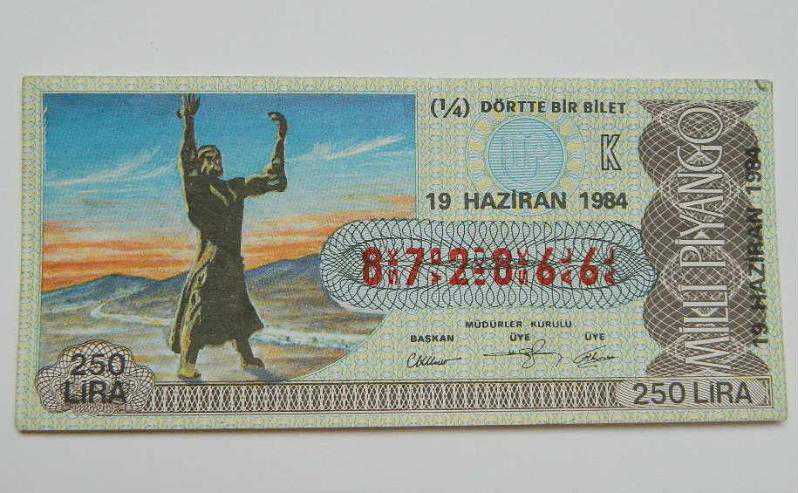 (¼) DÖRTTE BİR BİLET
K
19 HAZİRAN 1984
872866
MÜDÜRLER KURULU
BAŞKAN ÜYE ÜYE
250
LİRA
250 LİRA
MİLLİ PİYANGO
19 HAZİRAN 1984